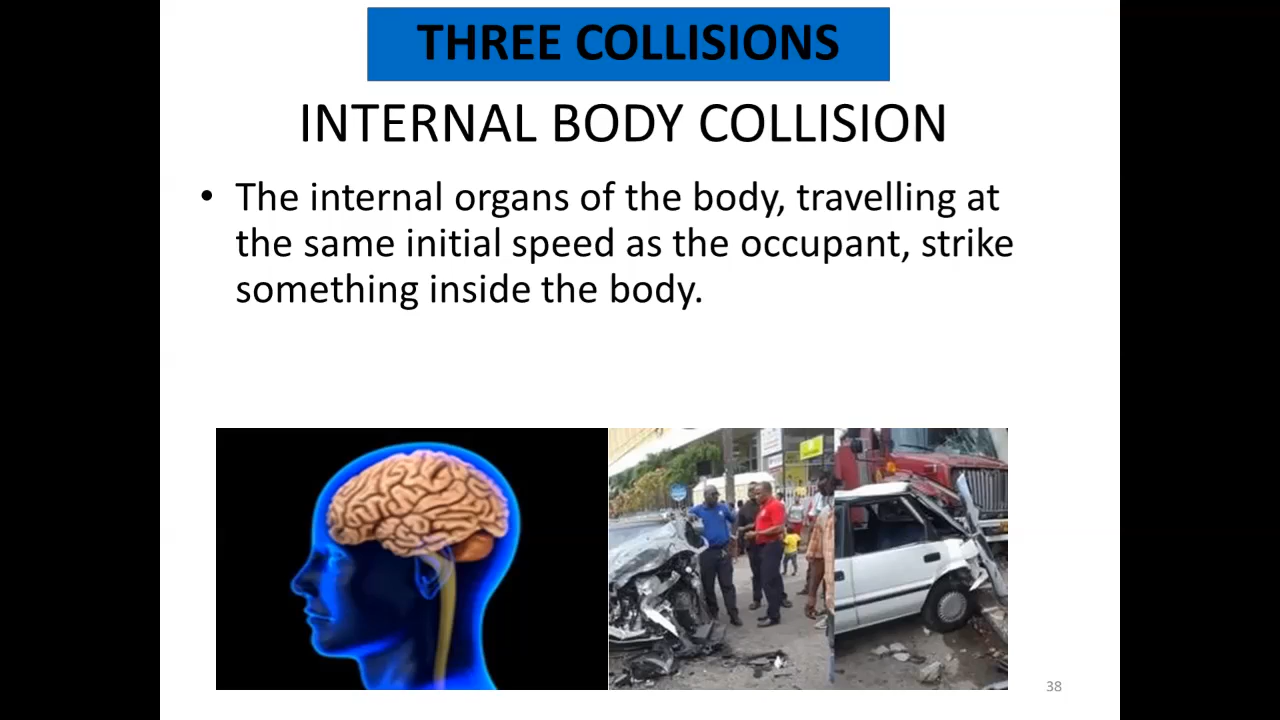 THREE COLLISIONS
INTERNAL BODY COLLISION
• The internal organs of the body, travelling at
the same initial speed as the occupant, strike
something inside the body.
38